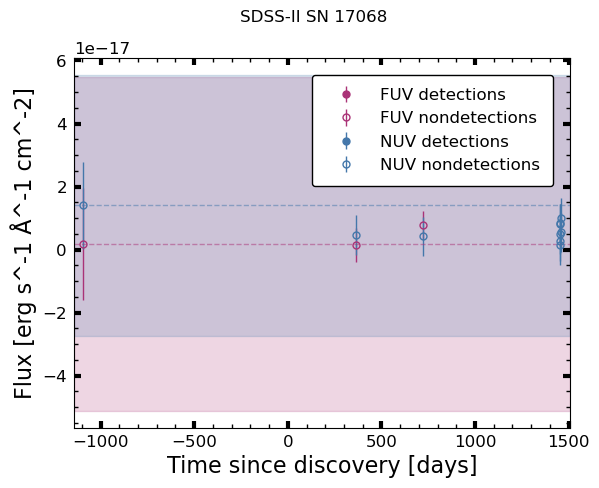 SDSS-II SN 17068
1e−17
6
4
2
0
−2
−4
Flux [erg s^-1 Å^-1 cm^-2]
FUV detections
FUV nondetections
NUV detections
NUV nondetections
−1000
−500
0
500
1000
1500
Time since discovery [days]